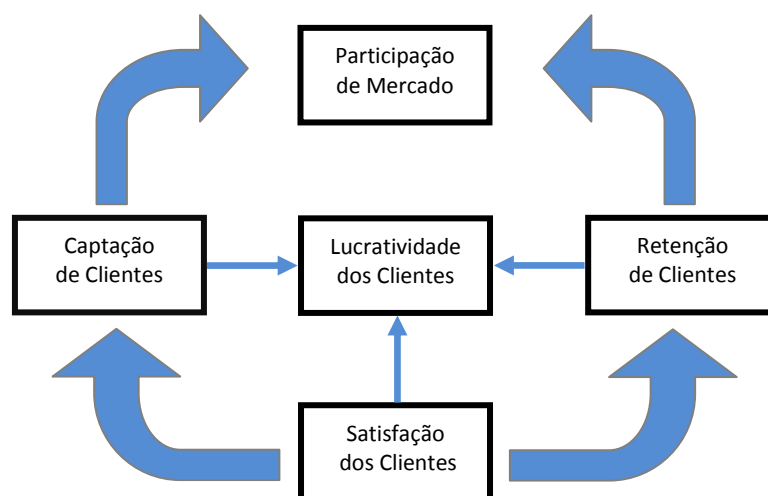 Participação
de Mercado
Captação
de Clientes
Lucratividade
dos Clientes
Retenção
de Clientes
Satisfação
dos Clientes